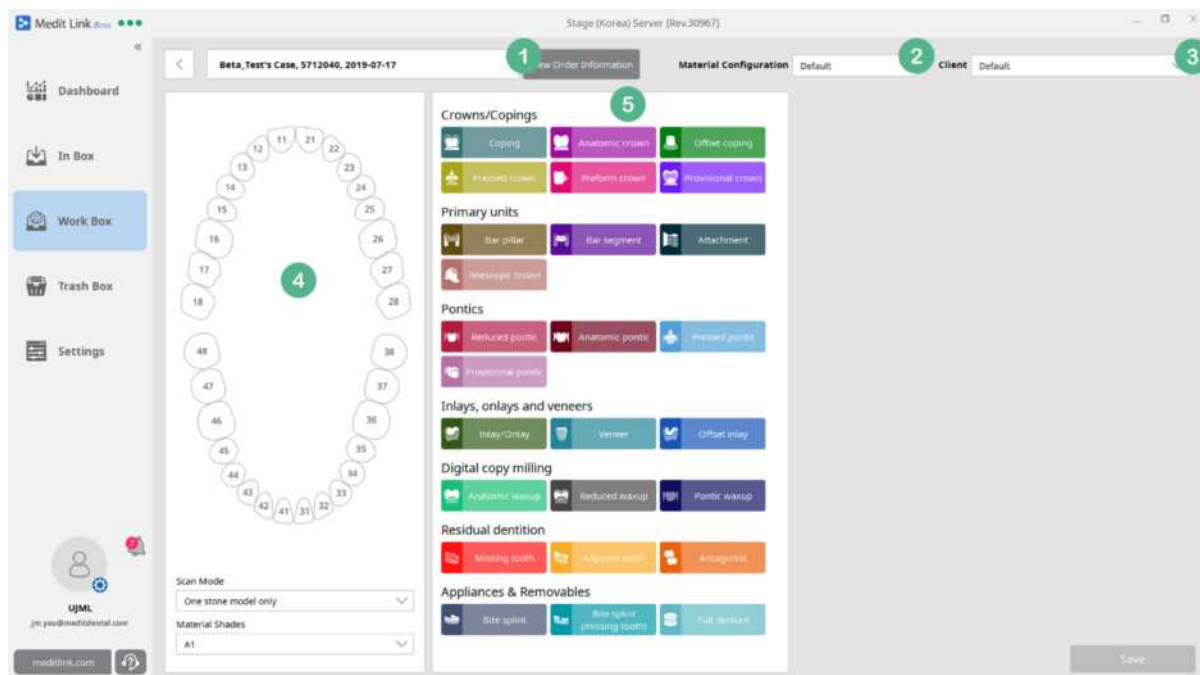 Medit Link Beta
Stage (Korea) Server [Rev.30967]
Dashboard
In Box
Work Box
Trash Box
Settings
UJML
jm.you@meditdental.com
meditlink.com
Beta_Test's Case, 5712040, 2019-07-17
1
Order Information
Material Configuration
Default
2
Client
Default
3
4
5
11 21
12 22
13 23
14 24
15 25
16 26
17 27
18 28
48 38
47 37
46 36
45 35
44 34
43 33
42 41 31 32
Scan Mode
One stone model only
Material Shades
A1
Crowns/Copings
Coping
Anatomic crown
Offset coping
Pressed crown
Preform crown
Provisional crown
Primary units
Bar pillar
Bar segment
Attachment
Telescopic crown
Pontics
Reduced pontic
Anatomic pontic
Pressed pontic
Provisional pontic
Inlays, onlays and veneers
Inlay/Onlay
Veneer
Offset inlay
Digital copy milling
Anatomic waxup
Reduced waxup
Pontic waxup
Residual dentition
Missing tooth
Adjacent tooth
Antagonist
Appliances & Removables
Bite splint
Bite splint
(missing tooth)
Full denture
Save